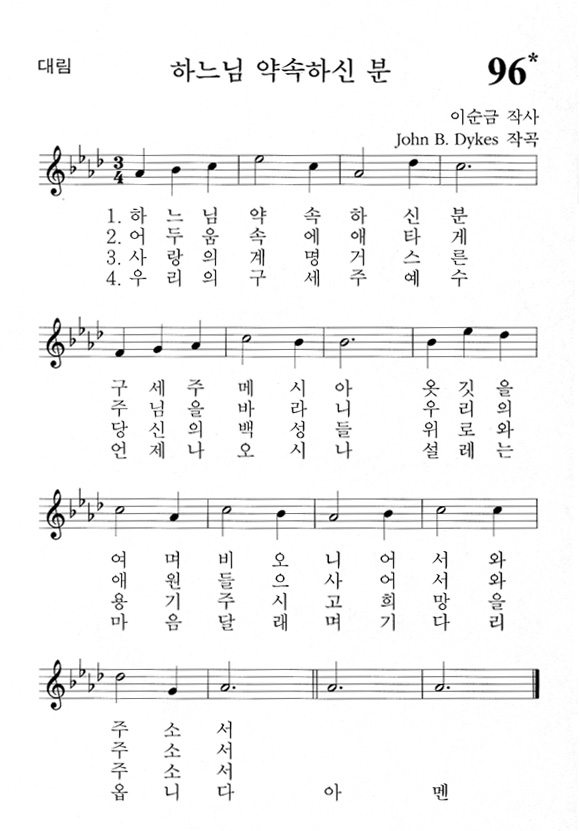 대림
하느님 약속하신 분
96*
이순금 작사
John B. Dykes 작곡
3
4
1. 하 느 님 약 속 하 신 분
2. 어 두 움 속 에 애 타 게
3. 사 랑 의 계 명 거 스 른
4. 우 리 의 구 세 주 예 수
구 세 주 메 시 아 옷 깃 을
주 님 을 바 라 니 우 리 의
당 신 의 백 성 들 위 로 와
언 제 나 오 시 나 설 레 는
여 며 비 오 니 어 서 와
애 원 들 으 사 어 서 와
용 기 주 시 고 희 망 을
마 음 달 래 며 기 다 리
주 소 서
주 소 서
주 소 서
옵 니 다 아 멘